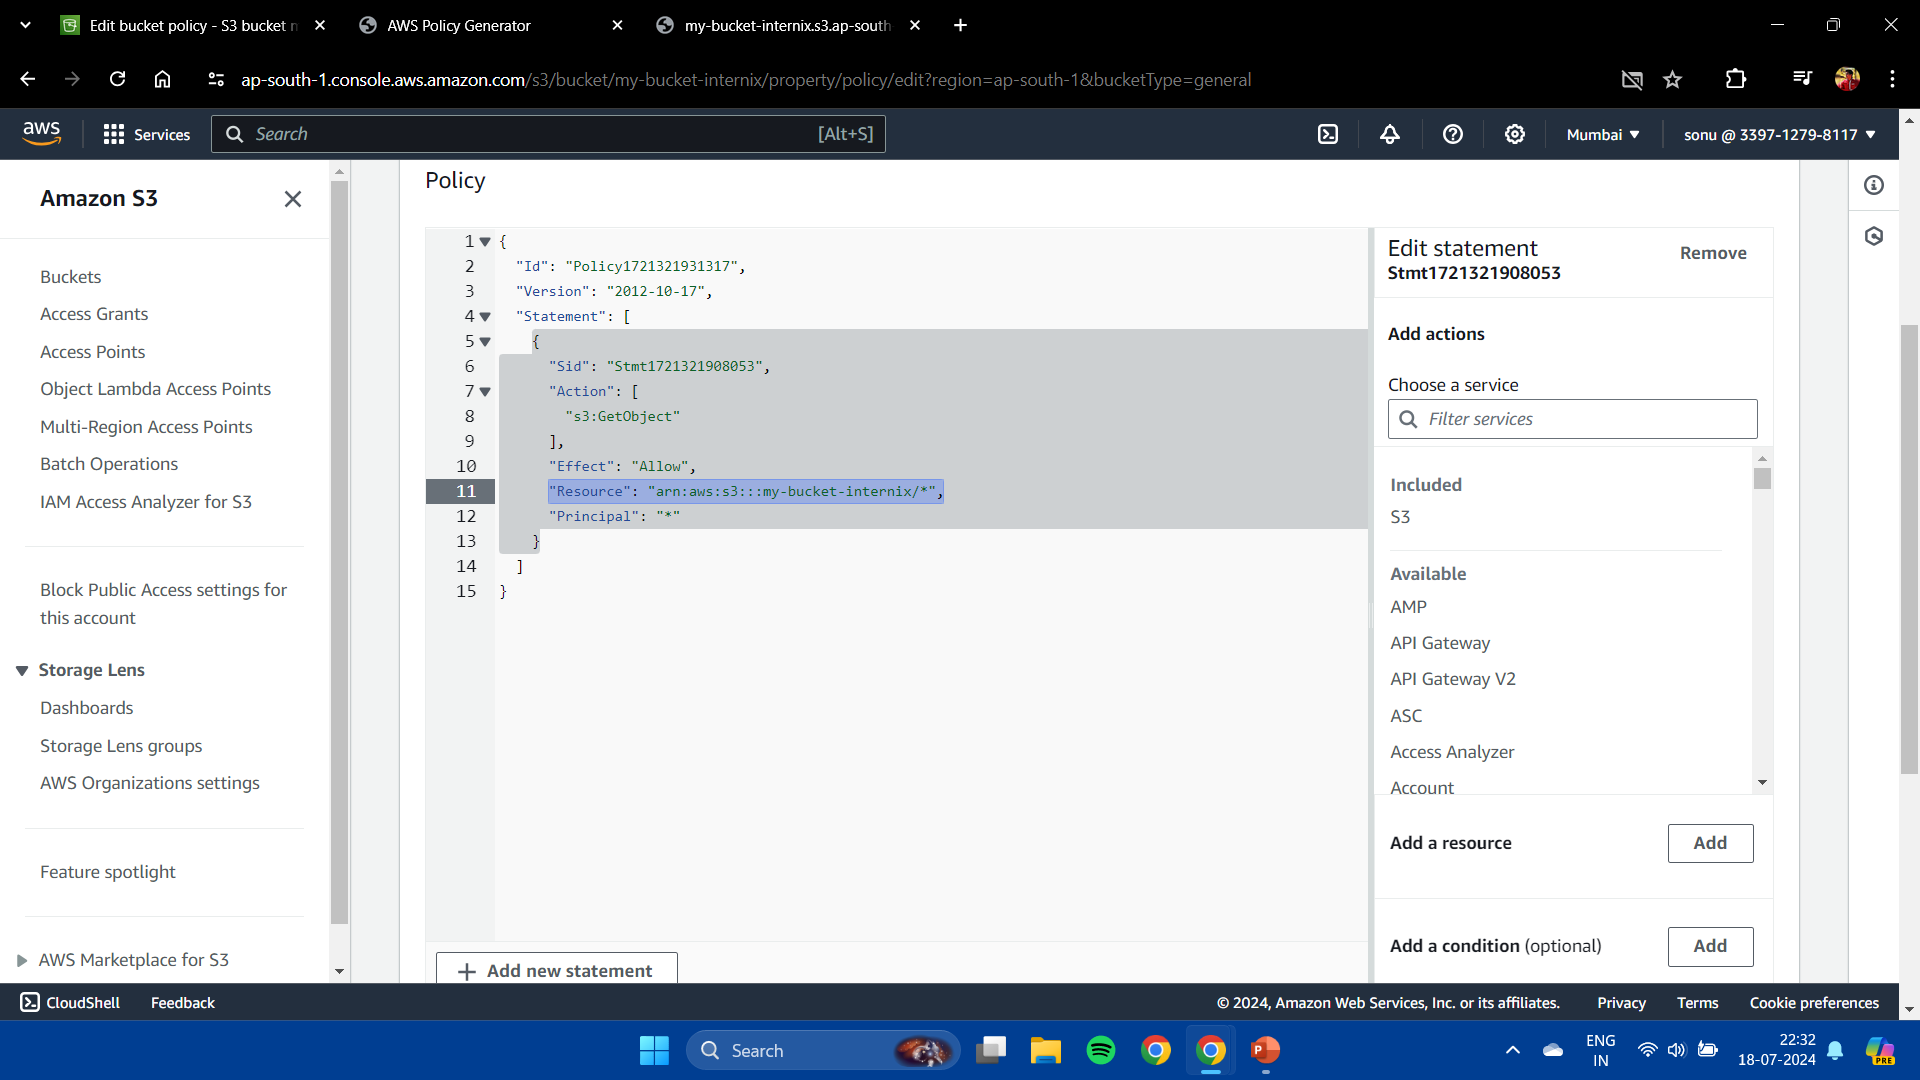 Edit bucket policy - S3 bucket m
AWS Policy Generator
my-bucket-internix.s3.ap-south
ap-south-1.console.aws.amazon.com/s3/bucket/my-bucket-internix/property/policy/edit?region=ap-south-1&bucketType=general
aws
Services
Search
[Alt+S]
Mumbai
sonu @ 3397-1279-8117
Amazon S3
Buckets
Access Grants
Access Points
Object Lambda Access Points
Multi-Region Access Points
Batch Operations
IAM Access Analyzer for S3
Block Public Access settings for
this account
Storage Lens
Dashboards
Storage Lens groups
AWS Organizations settings
Feature spotlight
AWS Marketplace for S3
Policy
1 {
2 "Id": "Policy1721321931317",
3 "Version": "2012-10-17",
4 "Statement": [
5 {
6 "Sid": "Stmt1721321908053",
7 "Action": [
8 "s3:GetObject"
9 ],
10 "Effect": "Allow",
11 "Resource": "arn:aws:s3:::my-bucket-internix/*",
12 "Principal": "*"
13 }
14 ]
15 }
+ Add new statement
Edit statement
Remove
Stmt1721321908053
Add actions
Choose a service
Filter services
Included
S3
Available
AMP
API Gateway
API Gateway V2
ASC
Access Analyzer
Account
Add a resource
Add
Add a condition (optional)
Add
CloudShell
Feedback
© 2024, Amazon Web Services, Inc. or its affiliates.
Privacy
Terms
Cookie preferences
Search
ENG
IN
22:32
18-07-2024
PRE